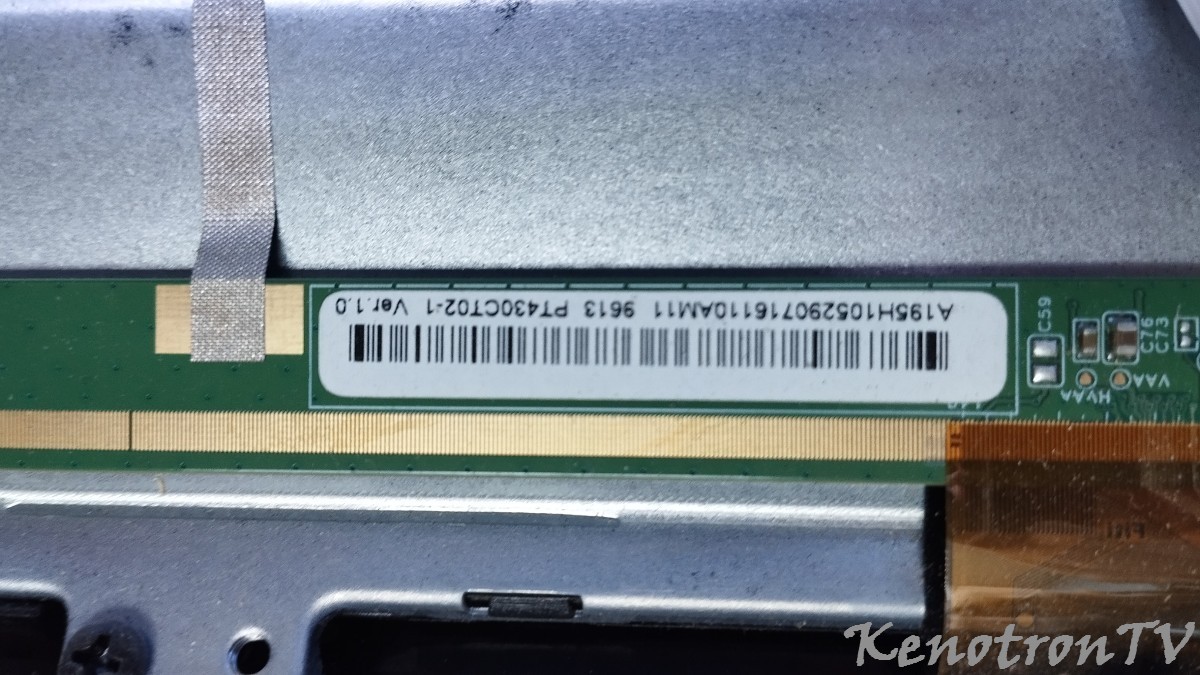 A195H1052907161110AM11 9613 PT430CT02-1 Ver.1.0
C59
C76
C73
VAA
HVAA
KenotronTV